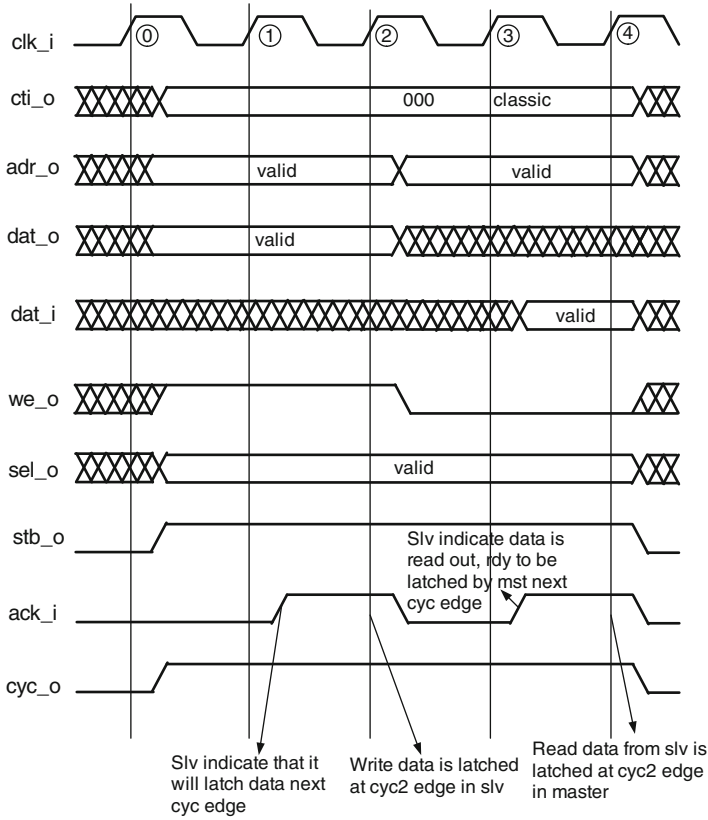 clk_i
0 1 2 3 4
cti_o
000 classic
adr_o
valid valid
dat_o
valid
dat_i
valid
we_o
sel_o
valid
stb_o
Slv indicate data is
read out, rdy to be
latched by mst next
cyc edge
ack_i
cyc_o
Slv indicate that it
will latch data next
cyc edge
Write data is latched
at cyc2 edge in slv
Read data from slv is
latched at cyc2 edge
in master